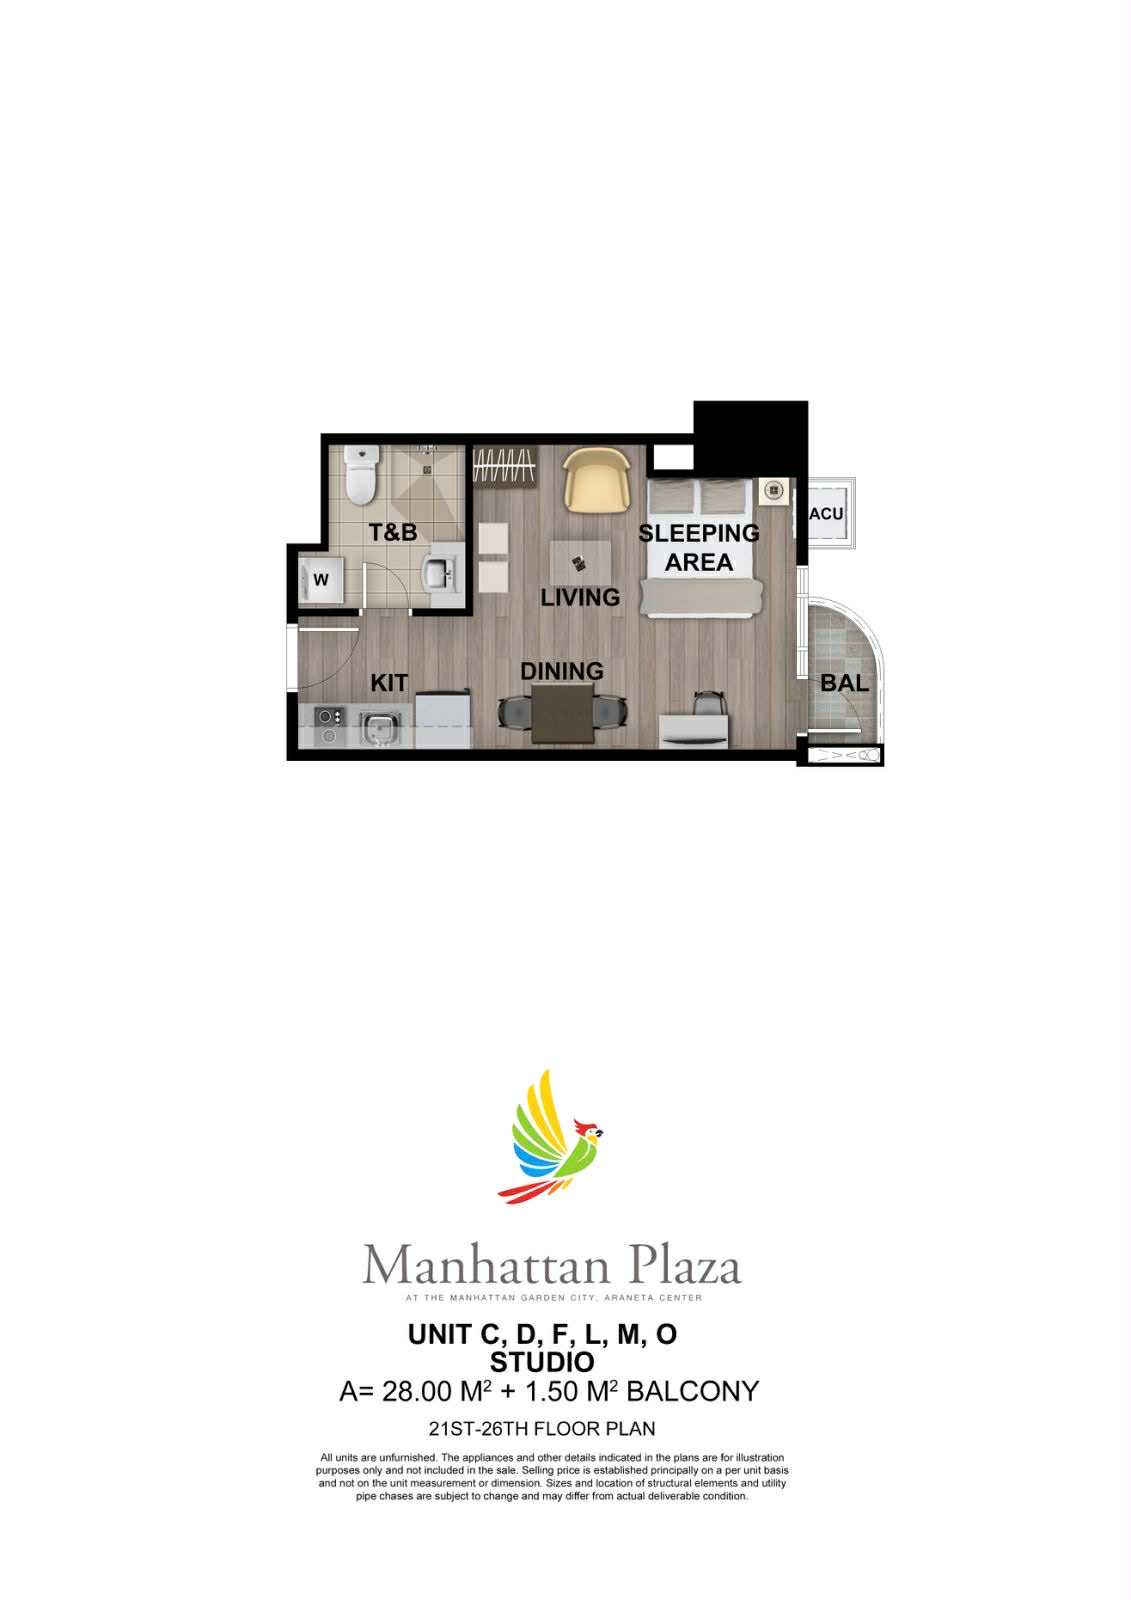 T&B
ACU
SLEEPING
AREA
W
LIVING
DINING
KIT
BAL
Manhattan Plaza
AT THE MANHATTAN GARDEN CITY, ARANETA CENTER
UNIT C, D, F, L, M, O
STUDIO
A= 28.00 M² + 1.50 M² BALCONY
21ST-26TH FLOOR PLAN
All units are unfurnished. The appliances and other details indicated in the plans are for illustration
purposes only and not included in the sale. Selling price is established principally on a per unit basis
and not on the unit measurement or dimension. Sizes and location of structural elements and utility
pipe chases are subject to change and may differ from actual deliverable condition.